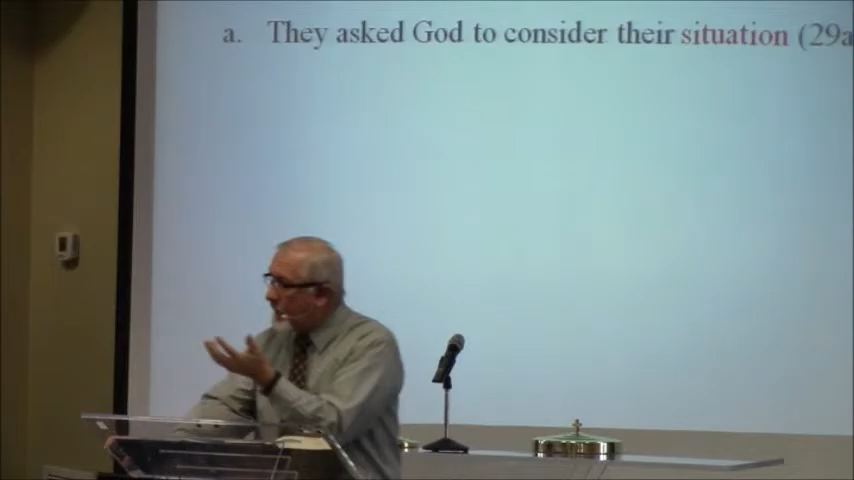 a. They asked God to consider their situation (29a